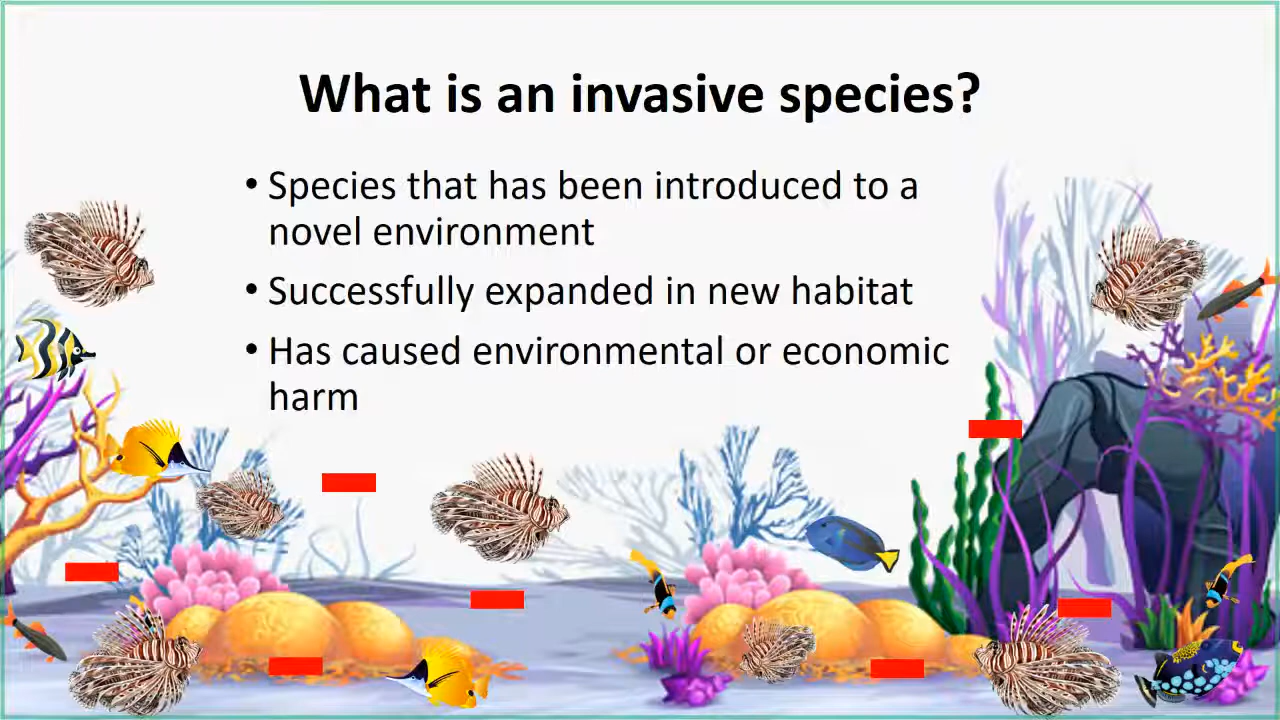 What is an invasive species?
• Species that has been introduced to a
novel environment
• Successfully expanded in new habitat
• Has caused environmental or economic
harm